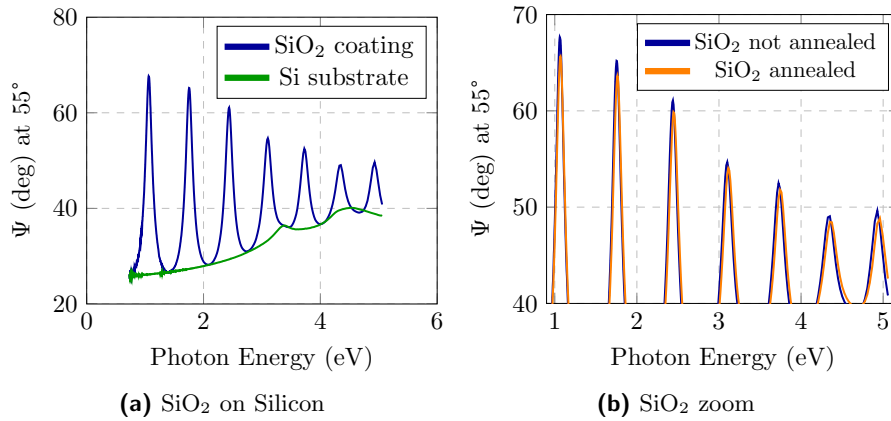 80
60
40
20
0
2
4
6
Ψ (deg) at 55°
Photon Energy (eV)
SiO₂ coating
Si substrate
(a) SiO₂ on Silicon
70
60
50
40
1
2
3
4
5
Ψ (deg) at 55°
Photon Energy (eV)
SiO₂ not annealed
SiO₂ annealed
(b) SiO₂ zoom